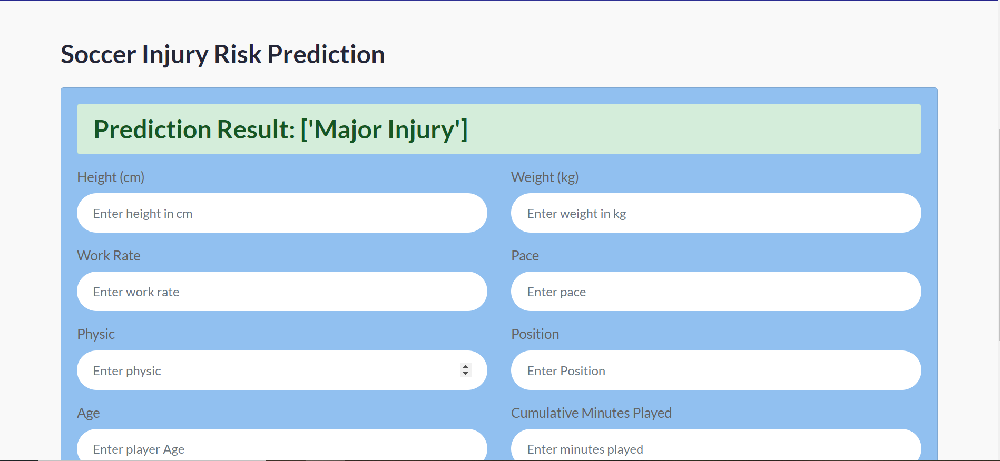 Soccer Injury Risk Prediction
Prediction Result: ['Major Injury']
Height (cm)
Weight (kg)
Enter height in cm
Enter weight in kg
Work Rate
Pace
Enter work rate
Enter pace
Physic
Position
Enter physic
Enter Position
Age
Cumulative Minutes Played
Enter player Age
Enter minutes played